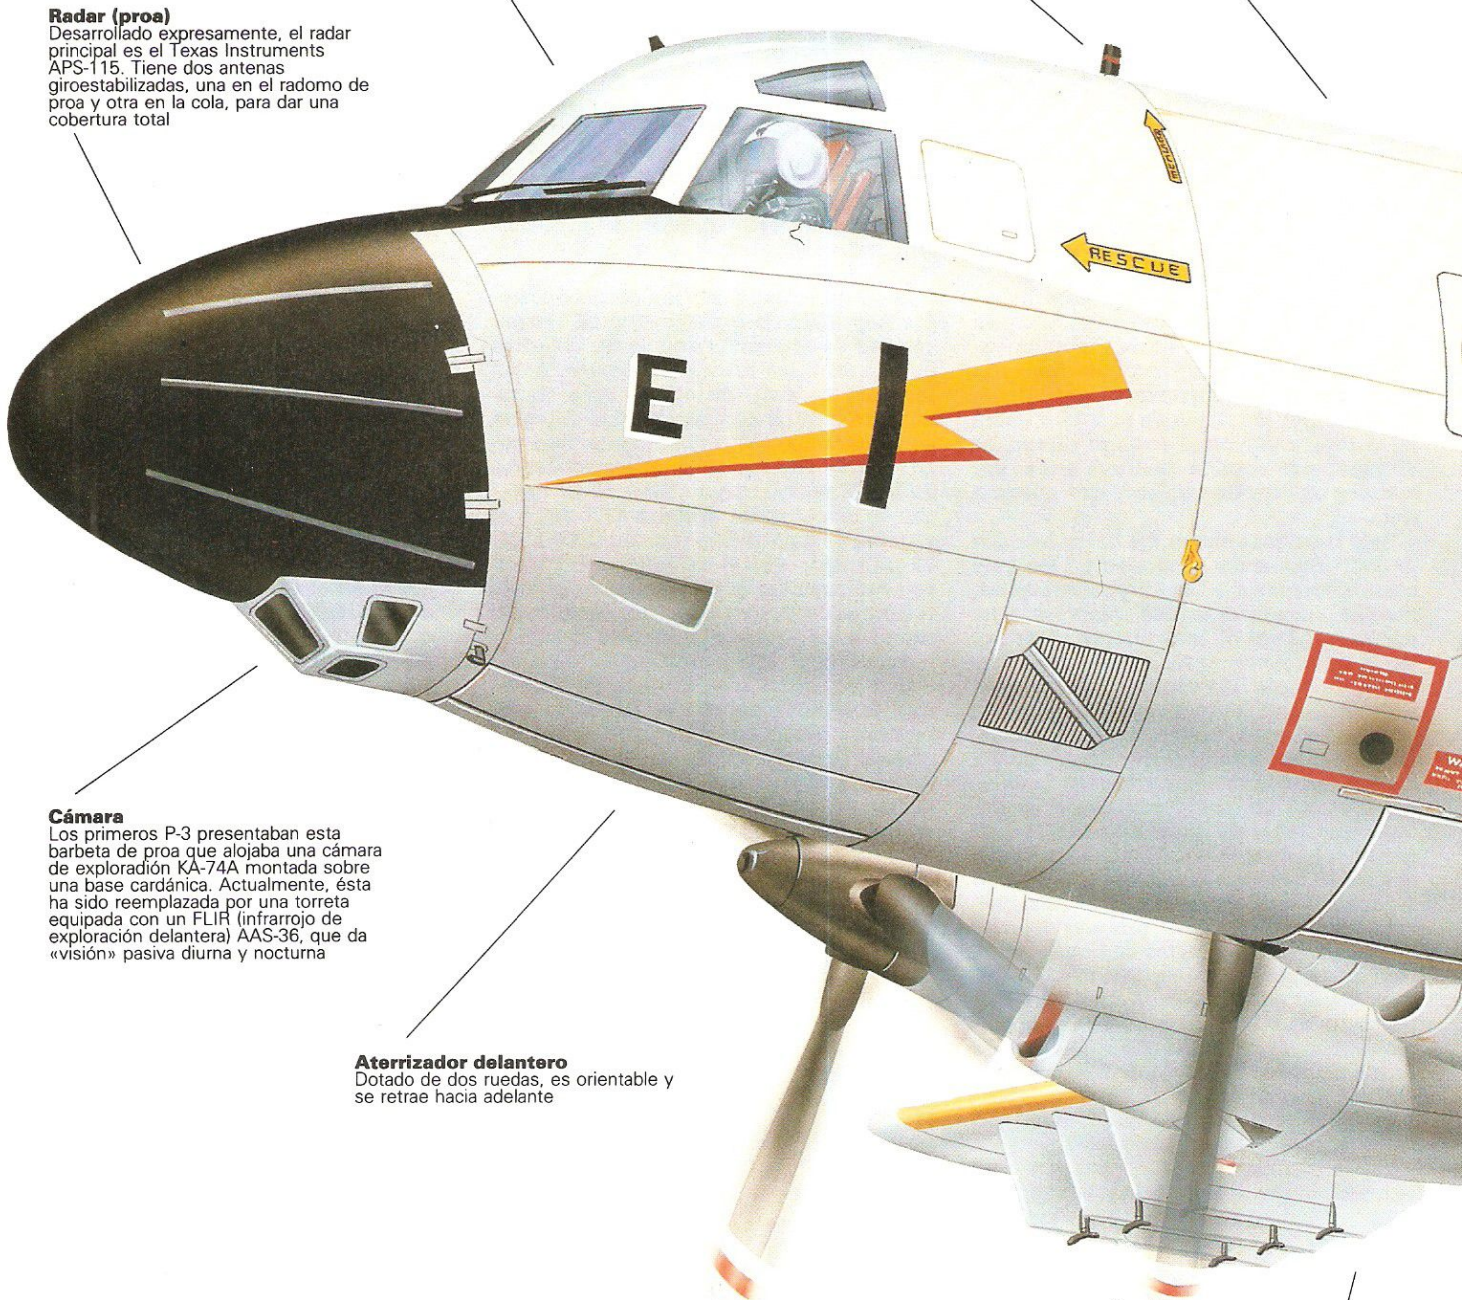 Radar (proa)
Desarrollado expresamente, el radar
principal es el Texas Instruments
APS-115. Tiene dos antenas
giroestabilizadas, una en el radomo de
proa y otra en la cola, para dar una
cobertura total
RESCUE
E
Cámara
Los primeros P-3 presentaban esta
barbeta de proa que alojaba una cámara
de exploradión KA-74A montada sobre
una base cardánica. Actualmente, ésta
ha sido reemplazada por una torreta
equipada con un FLIR (infrarrojo de
exploración delantera) AAS-36, que da
«visión» pasiva diurna y nocturna
Aterrizador delantero
Dotado de dos ruedas, es orientable y
se retrae hacia adelante